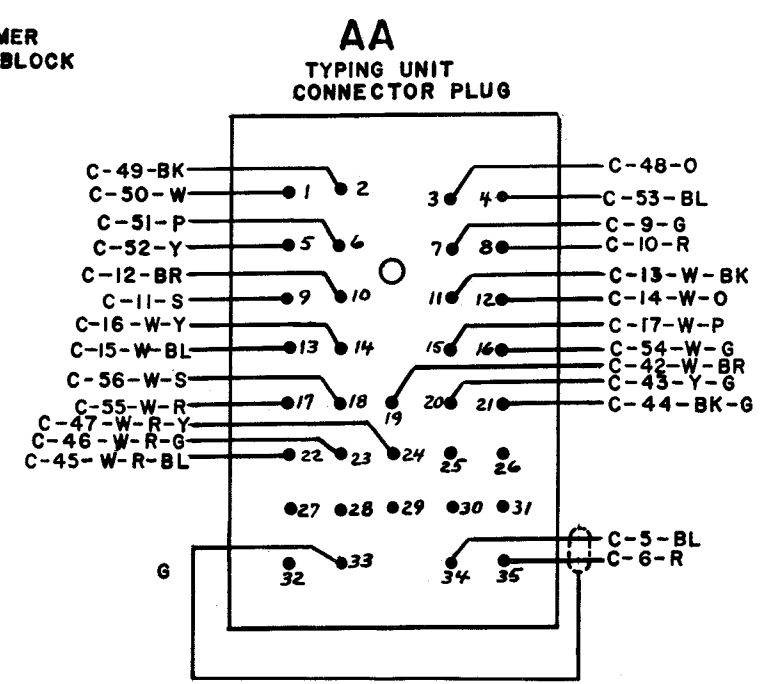 MER
BLOCK
AA
TYPING UNIT
CONNECTOR PLUG
C-49-BK
C-48-O
C-50-W
1
2
3
4
C-53-BL
C-51-P
C-9-G
C-52-Y
5
6
7
8
C-10-R
C-12-BR
C-13-W-BK
C-11-S
9
10
11
12
C-14-W-O
C-16-W-Y
C-17-W-P
C-15-W-BL
13
14
15
16
C-54-W-G
C-42-W-BR
C-56-W-S
C-43-Y-G
C-55-W-R
17
18
19
20
21
C-44-BK-G
C-47-W-R-Y
C-46-W-R-G
C-45-W-R-BL
22
23
24
25
26
27
28
29
30
31
C-5-BL
G
32
33
34
35
C-6-R